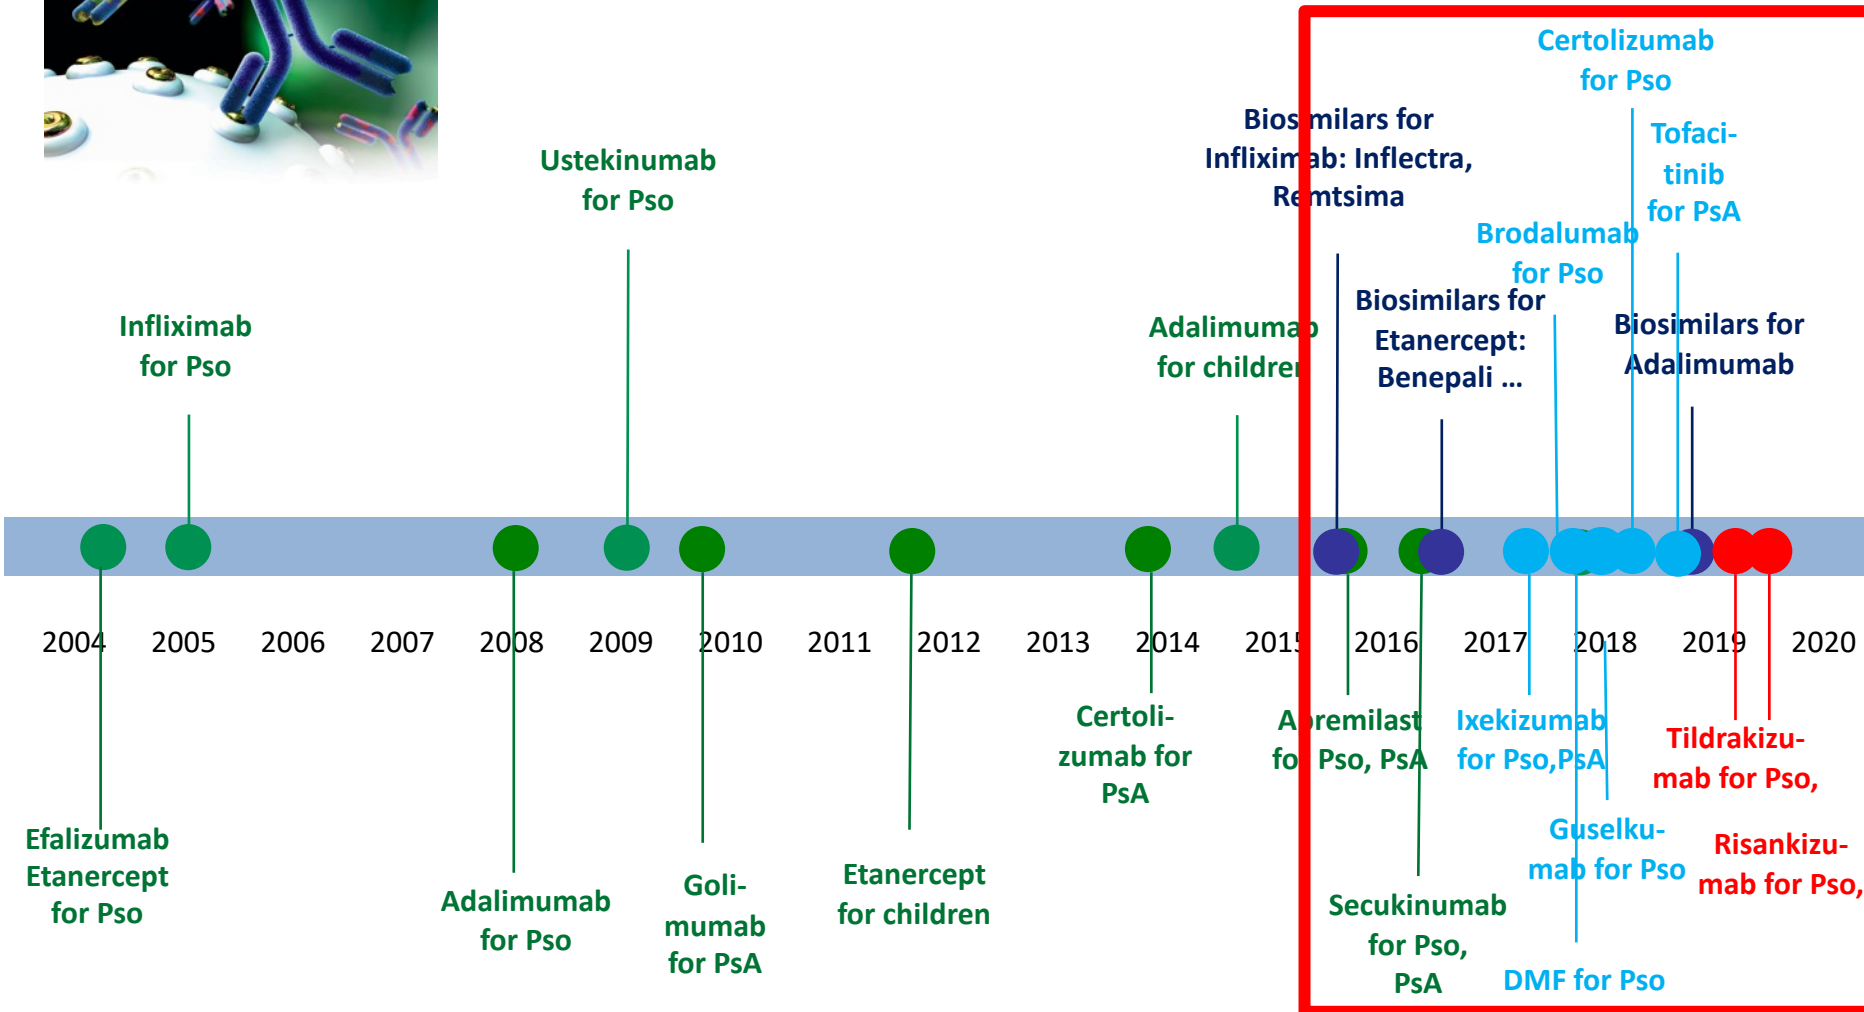 Certolizumab
for Pso
Biosmilars for
Infliximab: Inflectra,
Remtsima
Tofaci-
tinib
for PsA
Ustekinumab
for Pso
Brodalumab
for Pso
Biosimilars for
Etanercept:
Benepali ...
Infliximab
for Pso
Adalimumab
for children
Biosimilars for
Adalimumab
2004 2005 2006 2007 2008 2009 2010 2011 2012 2013 2014 2015 2016 2017 2018 2019 2020
Efalizumab
Etanercept
for Pso
Adalimumab
for Pso
Goli-
mumab
for PsA
Etanercept
for children
Certoli-
zumab for
PsA
Apremilast
for Pso, PsA
Secukinumab
for Pso,
PsA
Ixekizumab
for Pso,PsA
DMF for Pso
Guselku-
mab for Pso
Tildrakizu-
mab for Pso,
Risankizu-
mab for Pso,